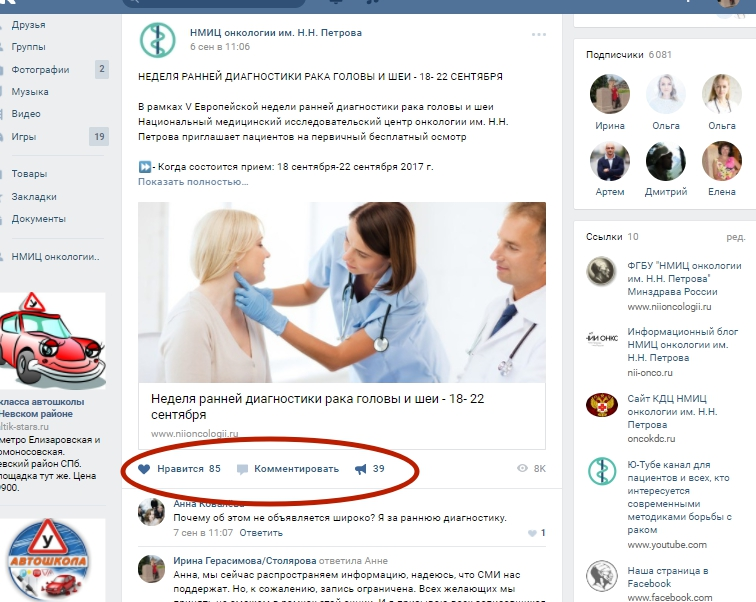 Друзья
Группы
Фотографии 2
Музыка
Видео
Игры 19
Товары
Закладки
Документы
НМИЦ онкологии..
класса автошколы
Невском районе
ltik-stars.ru
метро Елизаровская и
омоносовская.
евский район СПб.
лощадка тут же. Цена
9900.
У
АВТОШКОЛА
НМИЦ онкологии им. Н.Н. Петрова
6 сен в 11:06
НЕДЕЛЯ РАННЕЙ ДИАГНОСТИКИ РАКА ГОЛОВЫ И ШЕИ - 18- 22 СЕНТЯБРЯ
В рамках V Европейской недели ранней диагностики рака головы и шеи
Национальный медицинский исследовательский центр онкологии им. Н.Н.
Петрова приглашает пациентов на первичный бесплатный осмотр
- Когда состоится прием: 18 сентября-22 сентября 2017 г.
Показать полностью…
Неделя ранней диагностики рака головы и шеи - 18- 22
сентября
www.niioncologii.ru
Нравится 85 Комментировать 39 8K
Анна Ковалева
Почему об этом не объявляется широко? Я за раннюю диагностику.
7 сен в 11:07 Ответить 1
Ирина Герасимова/Столярова ответила Анне
Анна, мы сейчас распространяем информацию, надеюсь, что СМИ нас
поддержат. Но, к сожалению, запись ограничена. Всех желающих мы
Подписчики 6 081
Ирина Ольга Ольга
Артем Дмитрий Елена
Ссылки 10 ред.
ФГБУ "НМИЦ онкологии
им. Н.Н. Петрова"
Минздрава России
www.niioncologii.ru
Информационный блог
НМИЦ онкологии им.
Н.Н. Петрова
nii-onco.ru
Сайт КДЦ НМИЦ
онкологии им. Н.Н.
Петрова
oncokdc.ru
Ю-Тубе канал для
пациентов и всех, кто
интересуется
современными
методиками борьбы с
раком
www.youtube.com
Наша страница в
Facebook
www.facebook.com